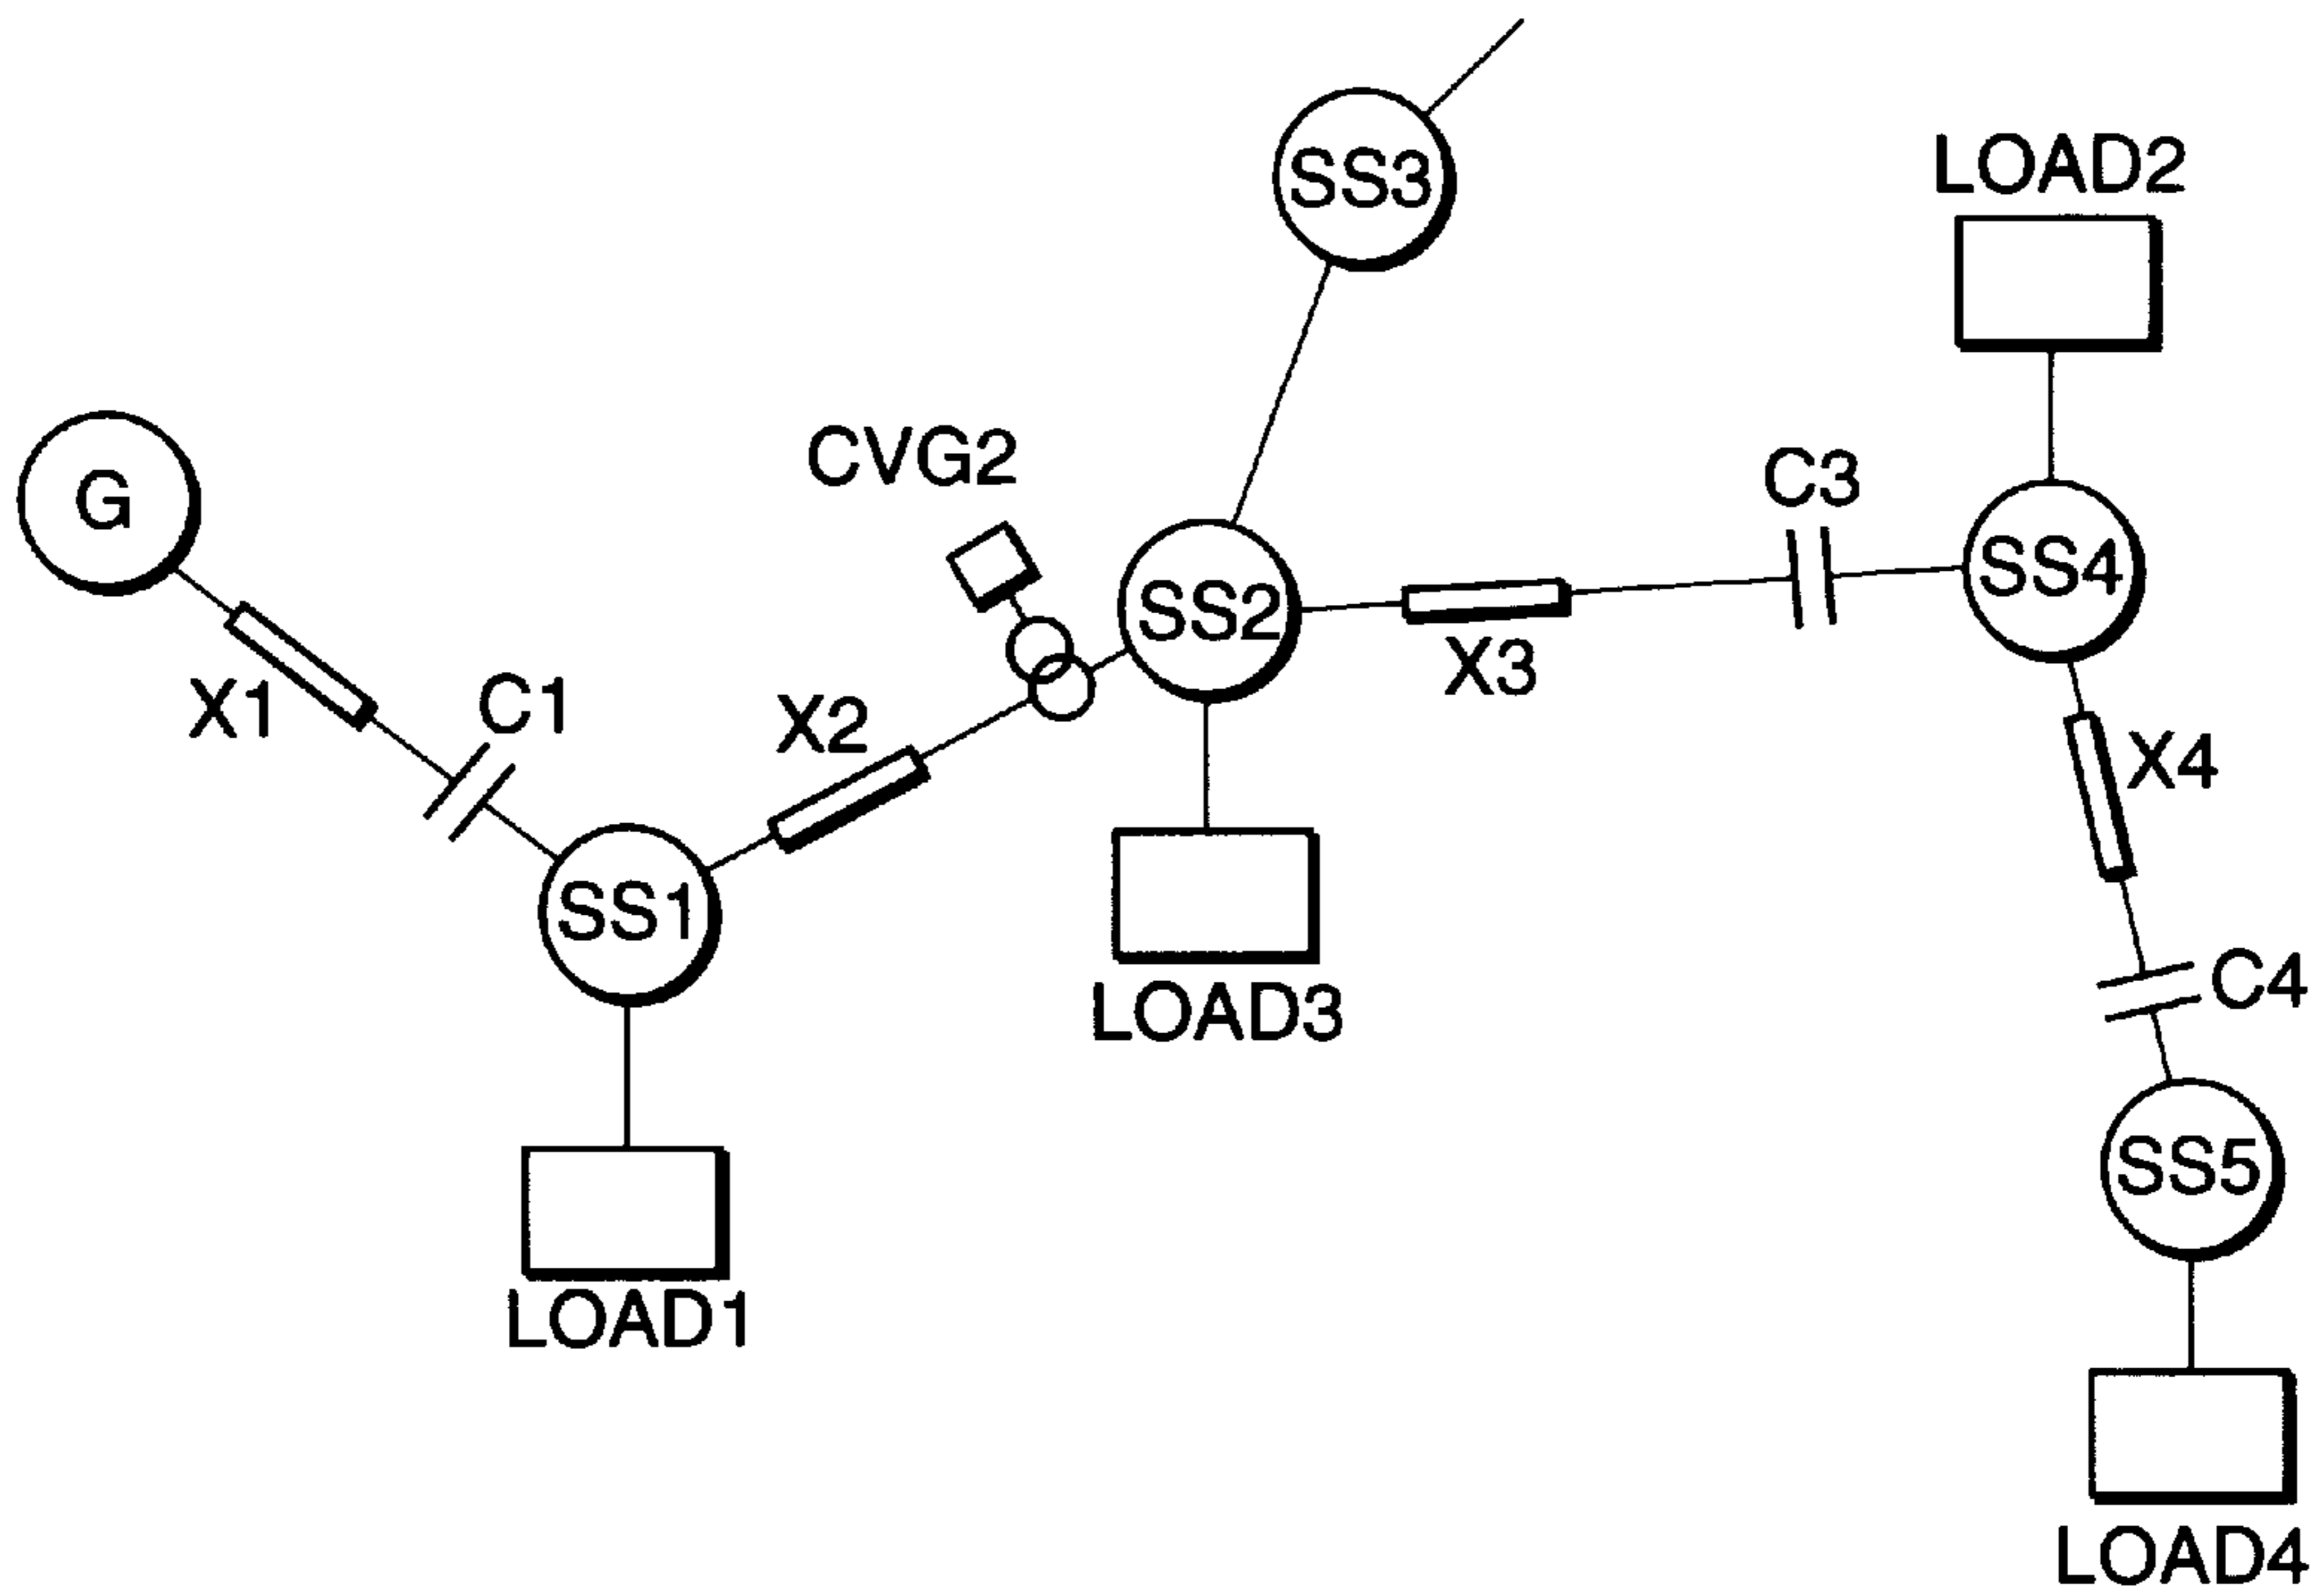 SS3
LOAD2
CVG2
C3
G
SS4
SS2
X3
C1
X1
X2
X4
SS1
C4
LOAD3
SS5
LOAD1
LOAD4